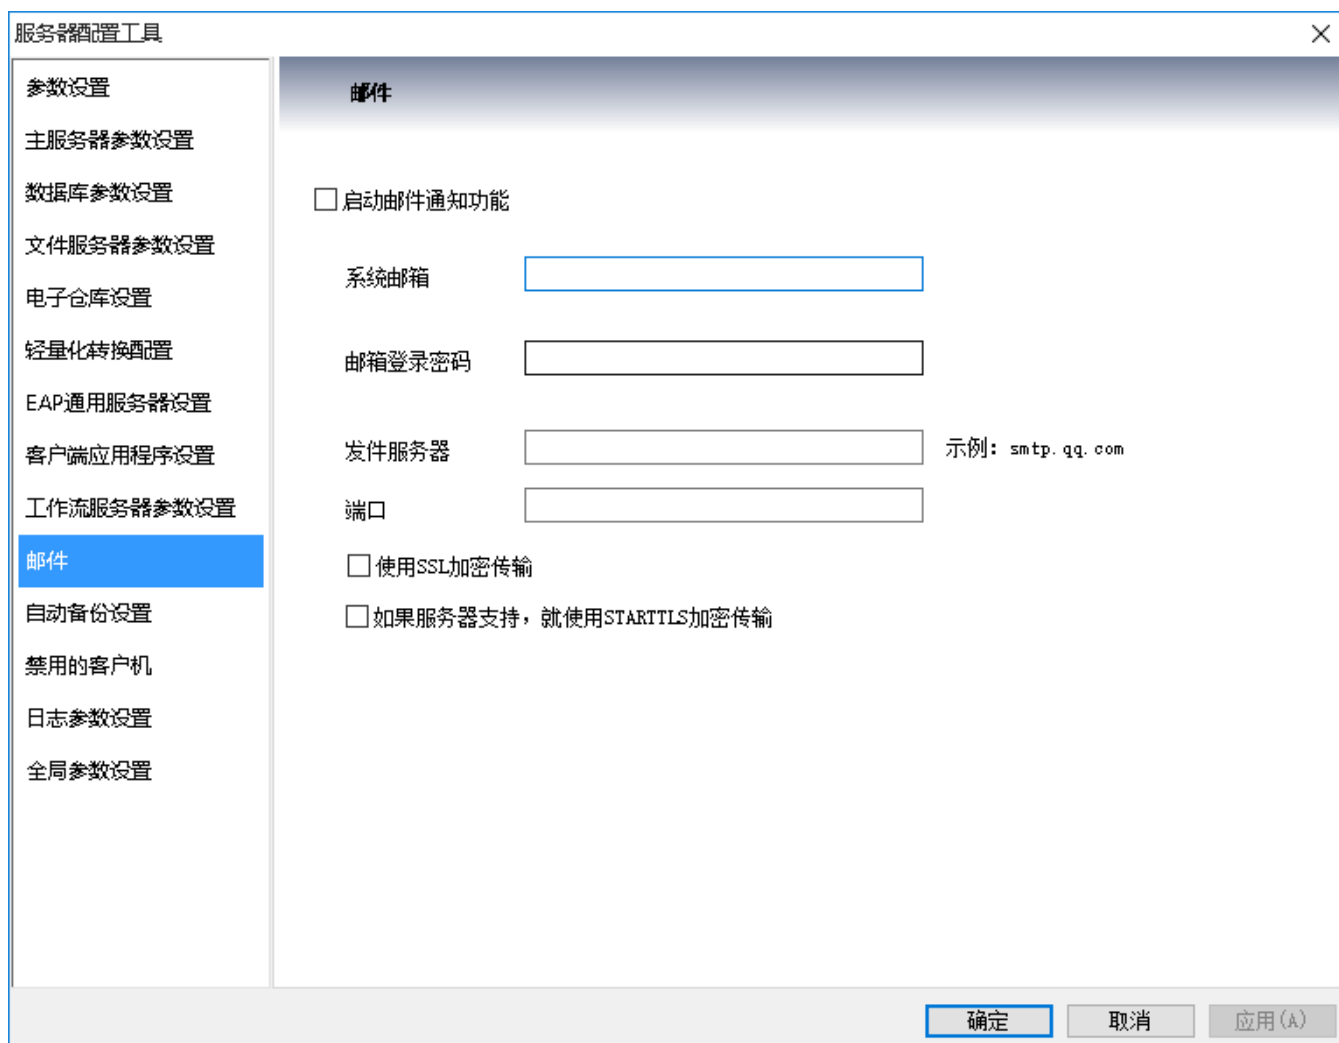 服务器配置工具
参数设置
主服务器参数设置
数据库参数设置
文件服务器参数设置
电子仓库设置
轻量化转换配置
EAP通用服务器设置
客户端应用程序设置
工作流服务器参数设置
邮件
自动备份设置
禁用的客户机
日志参数设置
全局参数设置
邮件
启动邮件通知功能
系统邮箱
邮箱登录密码
发件服务器 示例: smtp.qq.com
端口
使用SSL加密传输
如果服务器支持，就使用STARTTLS加密传输
确定 取消 应用(A)